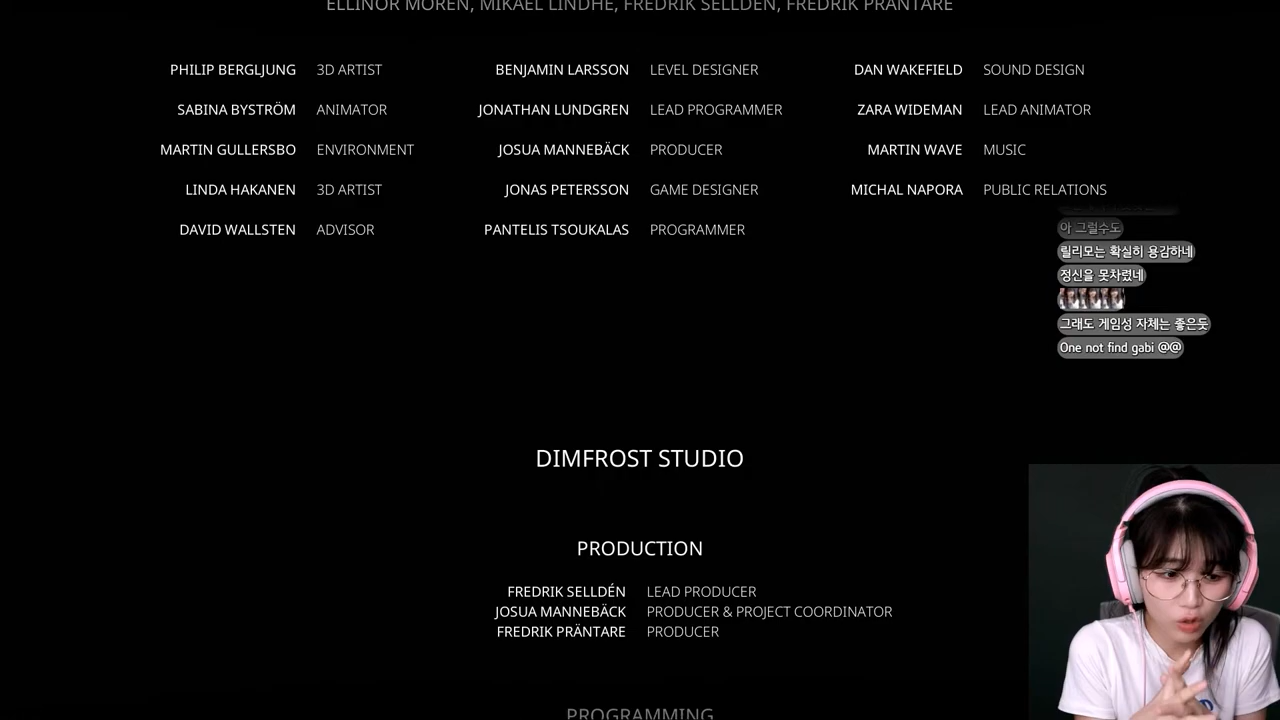 ELLINOR MORÉN, MIKAEL LINDHE, FREDRIK SELLDÉN, FREDRIK PRÄNTARE
PHILIP BERGLJUNG 3D ARTIST
SABINA BYSTRÖM ANIMATOR
MARTIN GULLERSBO ENVIRONMENT
LINDA HAKANEN 3D ARTIST
DAVID WALLSTEN ADVISOR
BENJAMIN LARSSON LEVEL DESIGNER
JONATHAN LUNDGREN LEAD PROGRAMMER
JOSUA MANNEBÄCK PRODUCER
JONAS PETERSSON GAME DESIGNER
PANTELIS TSOUKALAS PROGRAMMER
DAN WAKEFIELD SOUND DESIGN
ZARA WIDEMAN LEAD ANIMATOR
MARTIN WAVE MUSIC
MICHAL NAPORA PUBLIC RELATIONS
아 그럴수도
릴리모는 확실히 용감하네
정신을 못차렸네
그래도 게임성 자체는 좋은듯
One not find gabi @@
DIMFROST STUDIO
PRODUCTION
FREDRIK SELLDÉN LEAD PRODUCER
JOSUA MANNEBÄCK PRODUCER & PROJECT COORDINATOR
FREDRIK PRÄNTARE PRODUCER
PROGRAMMING